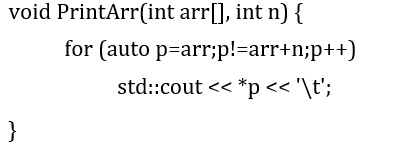 void PrintArr(int arr[], int n) {
for (auto p=arr;p!=arr+n;p++)
std::cout << *p << '\t';
}